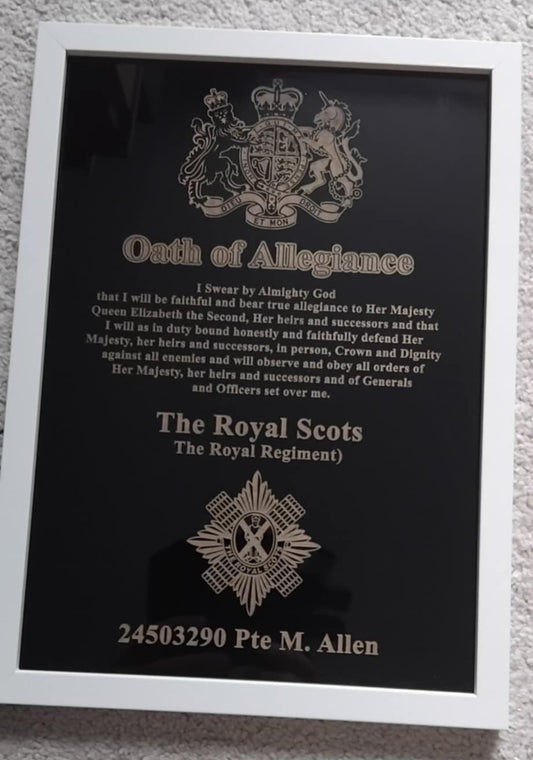 DIEU
ET MON
DROIT
Oath of Allegiance
I Swear by Almighty God
that I will be faithful and bear true allegiance to Her Majesty
Queen Elizabeth the Second, Her heirs and successors and that
I will as in duty bound honestly and faithfully defend Her
Majesty, her heirs and successors, in person, Crown and Dignity
against all enemies and will observe and obey all orders of
Her Majesty, her heirs and successors and of Generals
and Officers set over me.
The Royal Scots
The Royal Regiment)
THE ROYAL SCOTS
24503290 Pte M. Allen